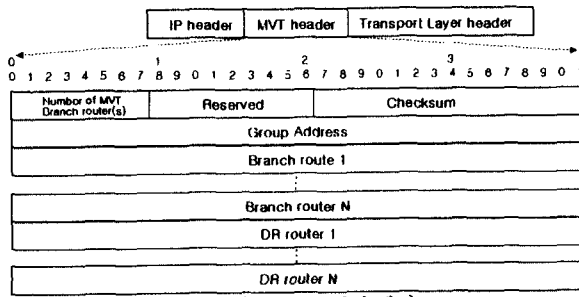 IP header MVT header Transport Layer header
0 1 2 3
0 1 2 3 4 5 6 7 8 9 0 1 2 3 4 5 6 7 8 9 0 1 2 3 4 5 6 7 8 9 0
Number of MVT
Branch router(s)
Reserved
Checksum
Group Address
Branch route 1
Branch router N
DR router 1
DR router N